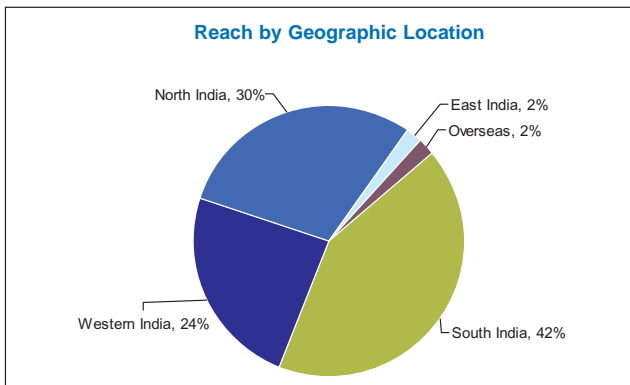 Reach by Geographic Location
North India, 30%
East India, 2%
Overseas, 2%
Western India, 24%
South India, 42%